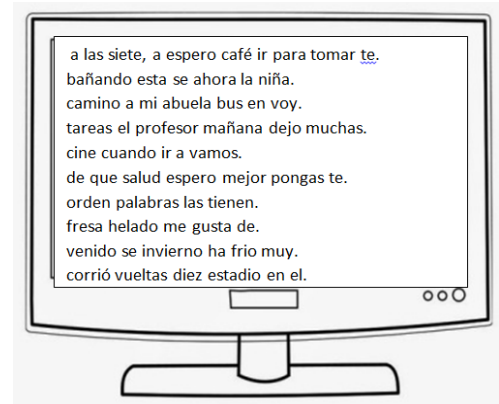 a las siete, a espero café ir para tomar te.
bañando esta se ahora la niña.
camino a mi abuela bus en voy.
tareas el profesor mañana dejo muchas.
cine cuando ir a vamos.
de que salud espero mejor pongas te.
orden palabras las tienen.
fresa helado me gusta de.
venido se invierno ha frio muy.
corrió vueltas diez estadio en el.